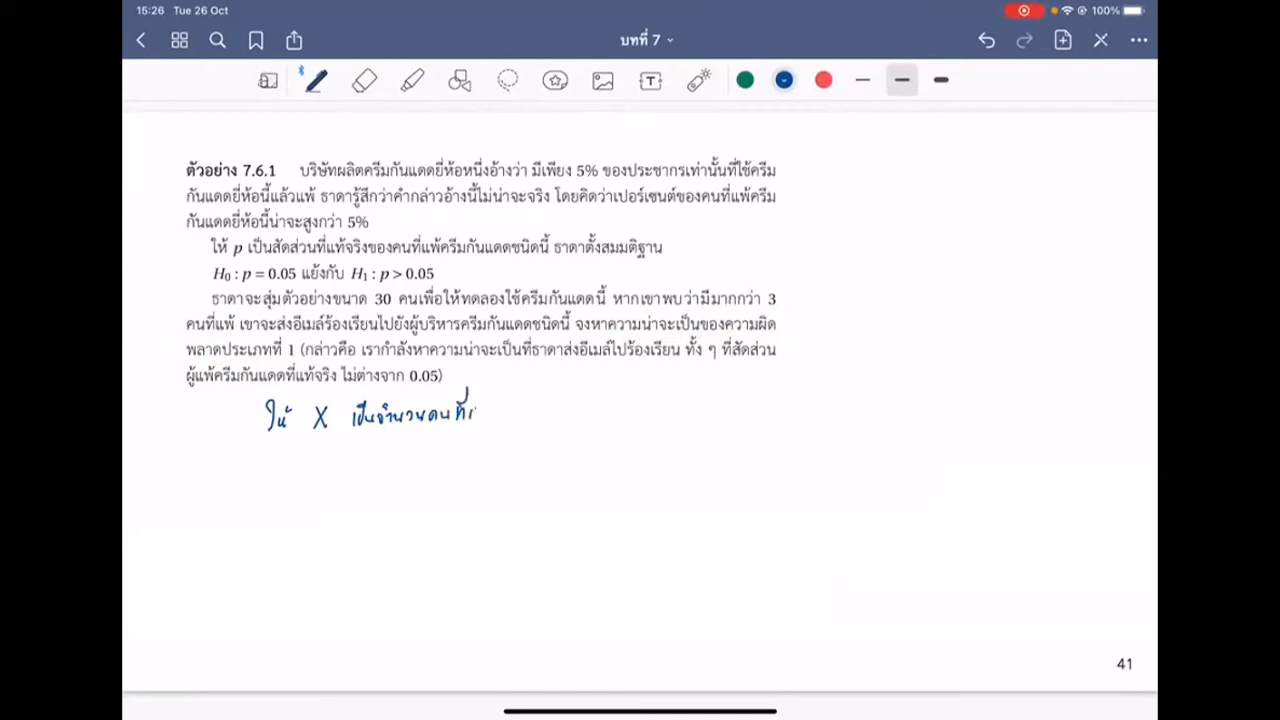 15:26 Tue 26 Oct 100%
บทที่ 7
T
ตัวอย่าง 7.6.1 บริษัทผลิตครีมกันแดดยี่ห้อหนึ่งอ้างว่า มีเพียง 5% ของประชากรเท่านั้นที่ใช้ครีม
กันแดดยี่ห้อนี้แล้วแพ้ ธาดารู้สึกว่าคำกล่าวอ้างนี้ไม่น่าจะจริง โดยคิดว่าเปอร์เซนต์ของคนที่แพ้ครีม
กันแดดยี่ห้อนี้น่าจะสูงกว่า 5%
ให้ p เป็นสัดส่วนที่แท้จริงของคนที่แพ้ครีมกันแดดชนิดนี้ ธาดาตั้งสมมติฐาน
H₀ : p = 0.05 แย้งกับ H₁ : p > 0.05
ธาดาจะสุ่มตัวอย่างขนาด 30 คนเพื่อให้ทดลองใช้ครีมกันแดดนี้ หากเขาพบว่ามีมากกว่า 3
คนที่แพ้ เขาจะส่งอีเมล์ร้องเรียนไปยังผู้บริหารครีมกันแดดชนิดนี้ จงหาความน่าจะเป็นของความผิด
พลาดประเภทที่ 1 (กล่าวคือ เรากำลังหาความน่าจะเป็นที่ธาดาส่งอีเมล์ไปร้องเรียน ทั้ง ๆ ที่สัดส่วน
ผู้แพ้ครีมกันแดดที่แท้จริง ไม่ต่างจาก 0.05)
ให้ X เป็นจำนวนคนที่
41